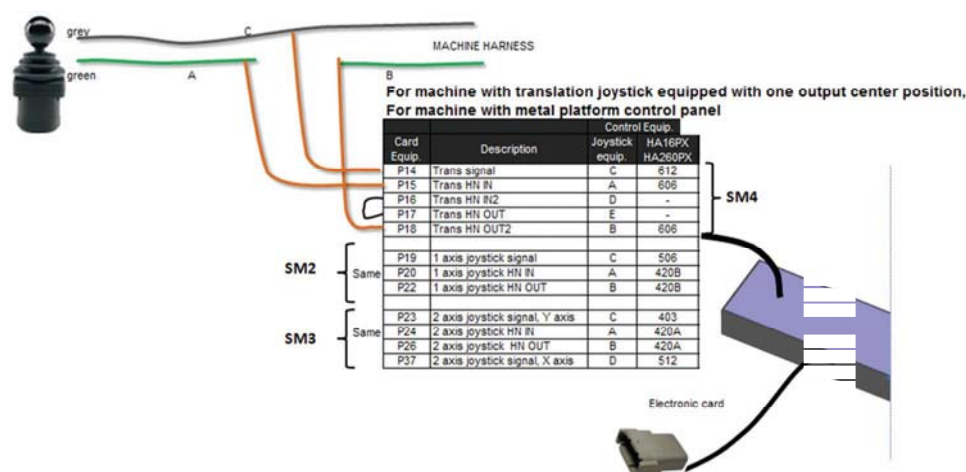 grey
C
MACHINE HARNESS
green
A
B
For machine with translation joystick equipped with one output center position,
For machine with metal platform control panel
Control Equip.
Card Equip. Description Joystick equip. HA16PX HA260PX
P14 Trans signal C 612
P15 Trans HN IN A 606
P16 Trans HN IN2 D -
P17 Trans HN OUT E -
P18 Trans HN OUT2 B 606
SM4
P19 1 axis joystick signal C 506
SM2 Same P20 1 axis joystick HN IN A 420B
P22 1 axis joystick HN OUT B 420B
P23 2 axis joystick signal, Y axis C 403
SM3 Same P24 2 axis joystick HN IN A 420A
P26 2 axis joystick HN OUT B 420A
P37 2 axis joystick signal, X axis D 512
Electronic card